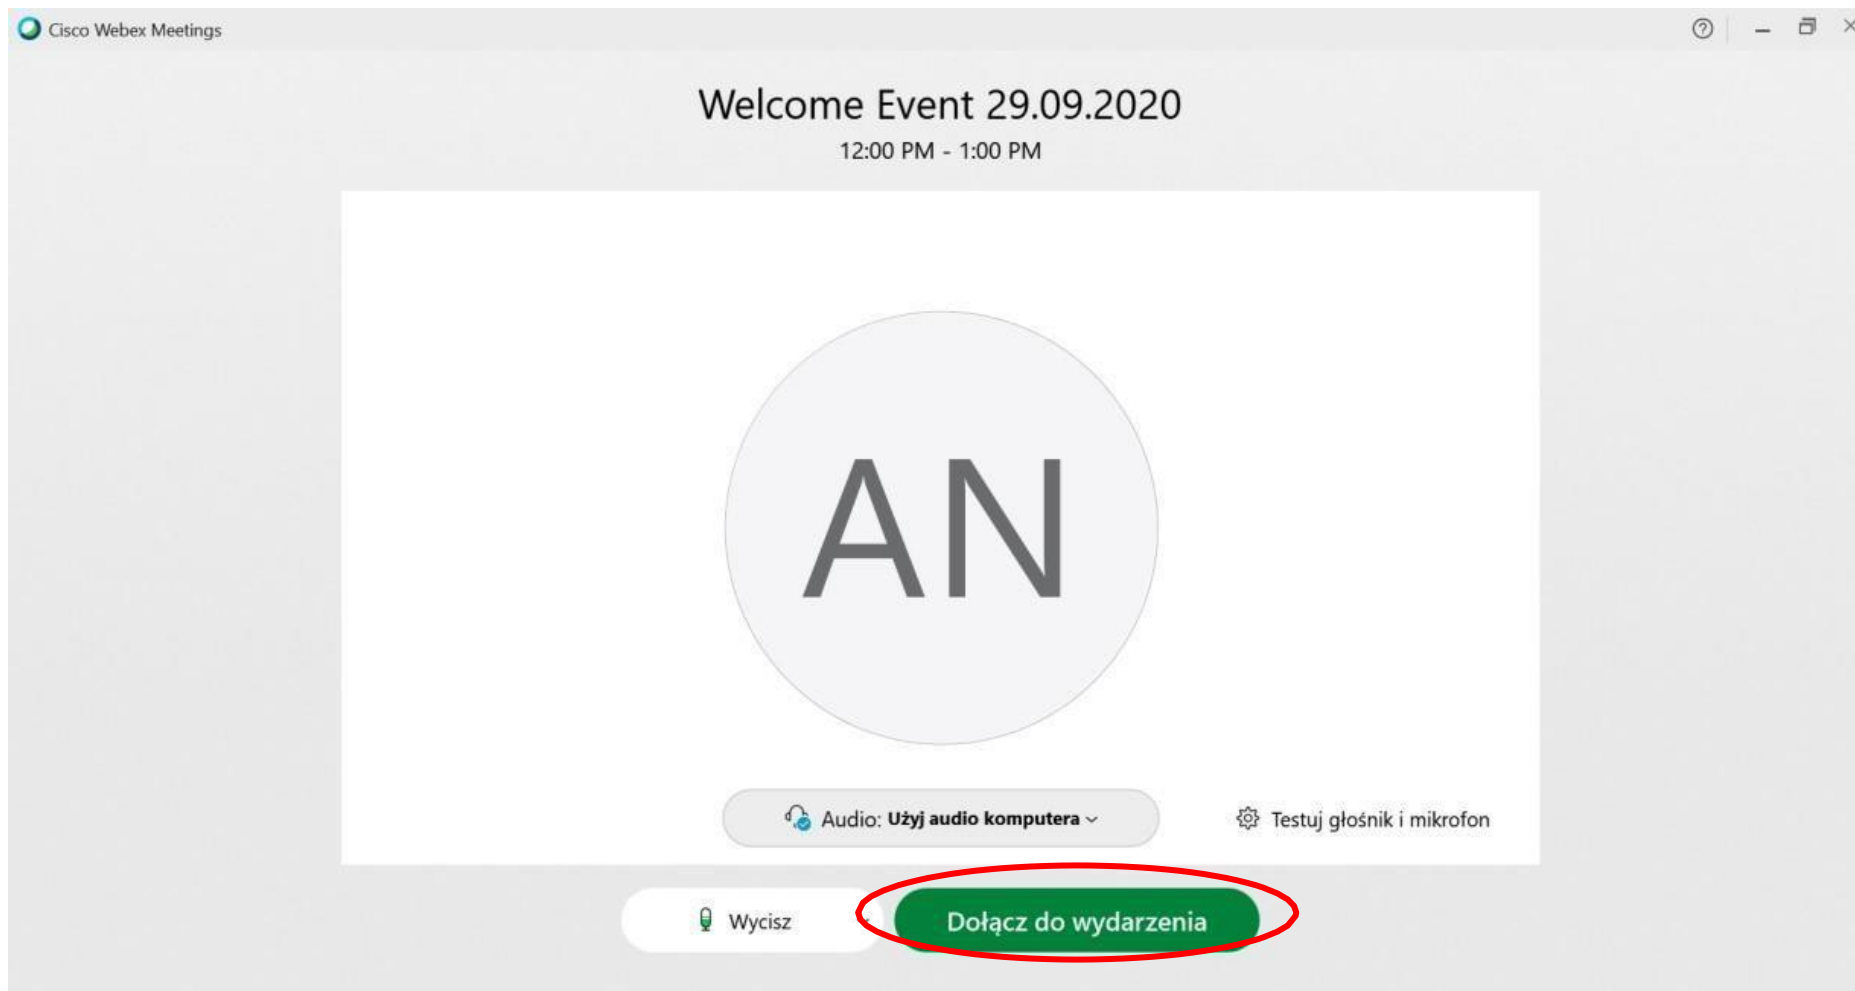 Cisco Webex Meetings
Welcome Event 29.09.2020
12:00 PM - 1:00 PM
AN
Audio: Użyj audio komputera
Testuj głośnik i mikrofon
Wycisz
Dołącz do wydarzenia